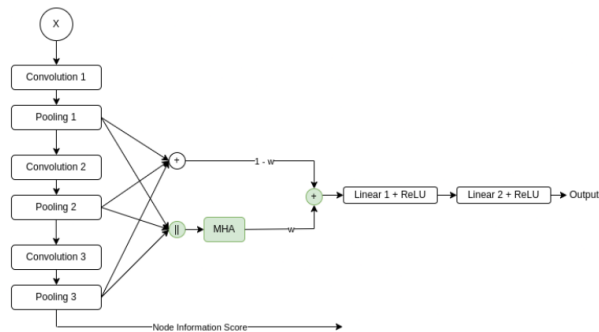 X
Convolution 1
Pooling 1
Convolution 2
Pooling 2
Convolution 3
Pooling 3
+
1 - w
||
MHA
w
+
Linear 1 + ReLU
Linear 2 + ReLU
Output
Node Information Score